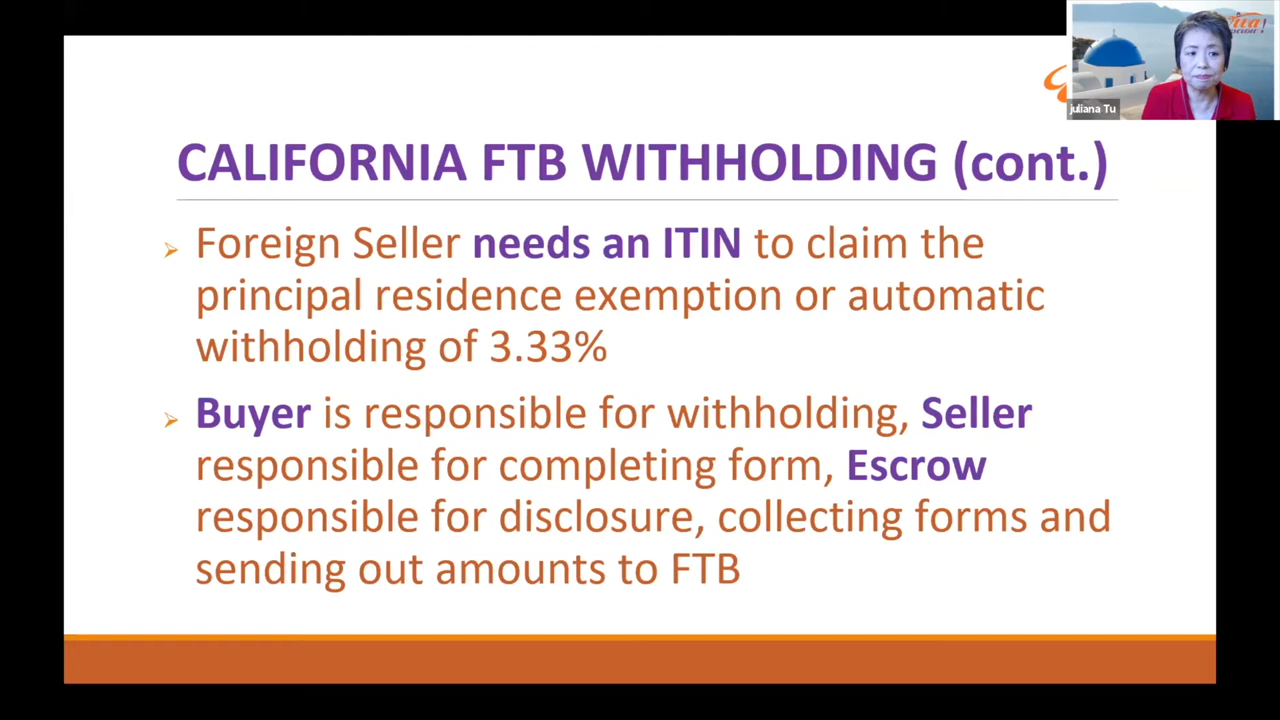 CALIFORNIA FTB WITHHOLDING (cont.)
Foreign Seller needs an ITIN to claim the
principal residence exemption or automatic
withholding of 3.33%
Buyer is responsible for withholding, Seller
responsible for completing form, Escrow
responsible for disclosure, collecting forms and
sending out amounts to FTB
juliana Tu